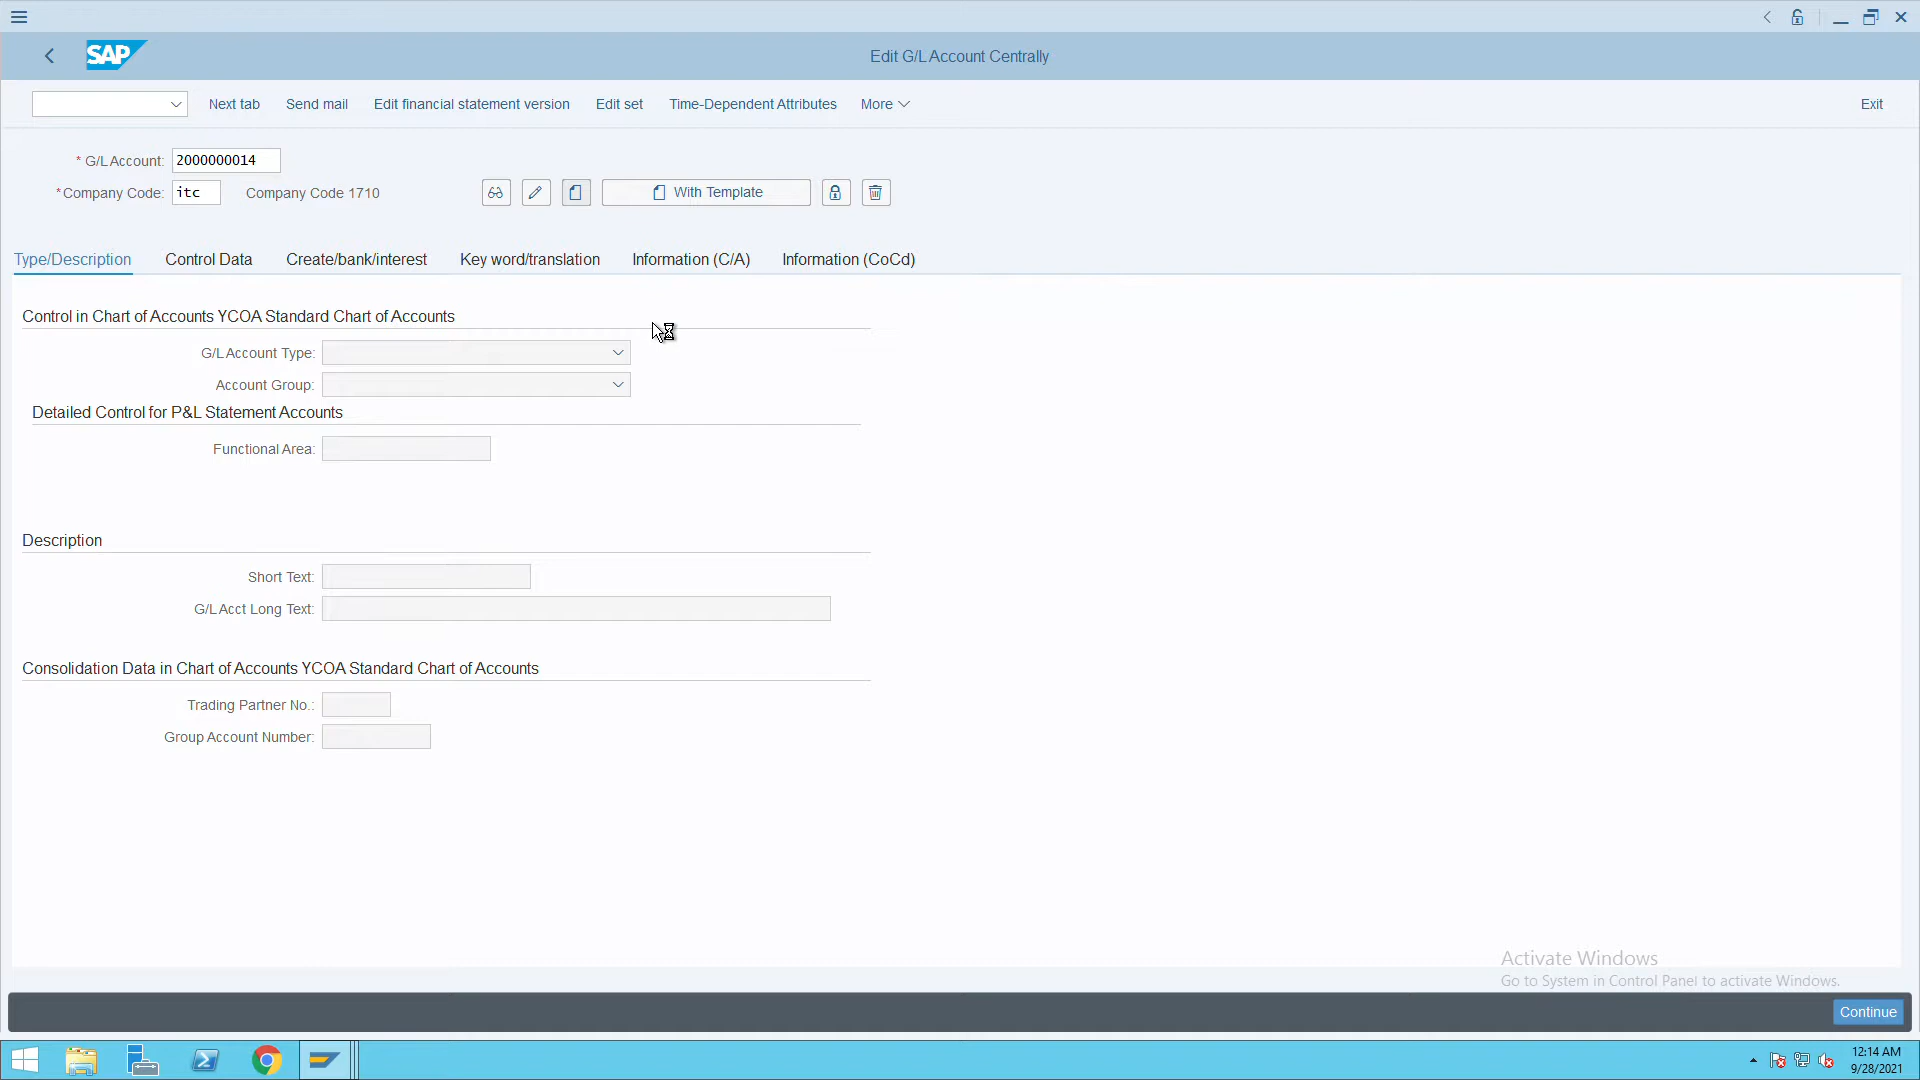 SAP
Edit G/L Account Centrally
Next tab
Send mail
Edit financial statement version
Edit set
Time-Dependent Attributes
More
Exit
* G/L Account: 2000000014
* Company Code: itc Company Code 1710
With Template
Type/Description
Control Data
Create/bank/interest
Key word/translation
Information (C/A)
Information (CoCd)
Control in Chart of Accounts YCOA Standard Chart of Accounts
G/L Account Type:
Account Group:
Detailed Control for P&L Statement Accounts
Functional Area:
Description
Short Text:
G/L Acct Long Text:
Consolidation Data in Chart of Accounts YCOA Standard Chart of Accounts
Trading Partner No.:
Group Account Number:
Activate Windows
Go to System in Control Panel to activate Windows.
Continue
12:14 AM
9/28/2021